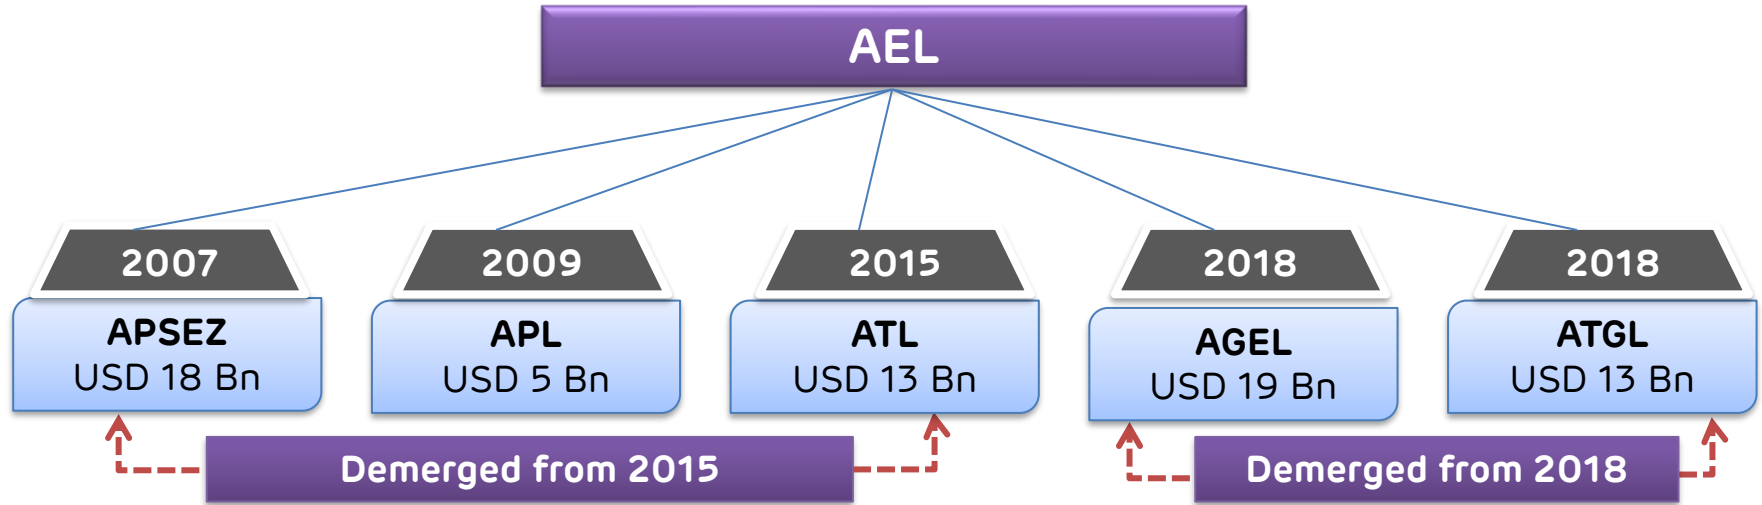 AEL
2007
2009
2015
2018
2018
APSEZ
USD 18 Bn
APL
USD 5 Bn
ATL
USD 13 Bn
AGEL
USD 19 Bn
ATGL
USD 13 Bn
Demerged from 2015
Demerged from 2018